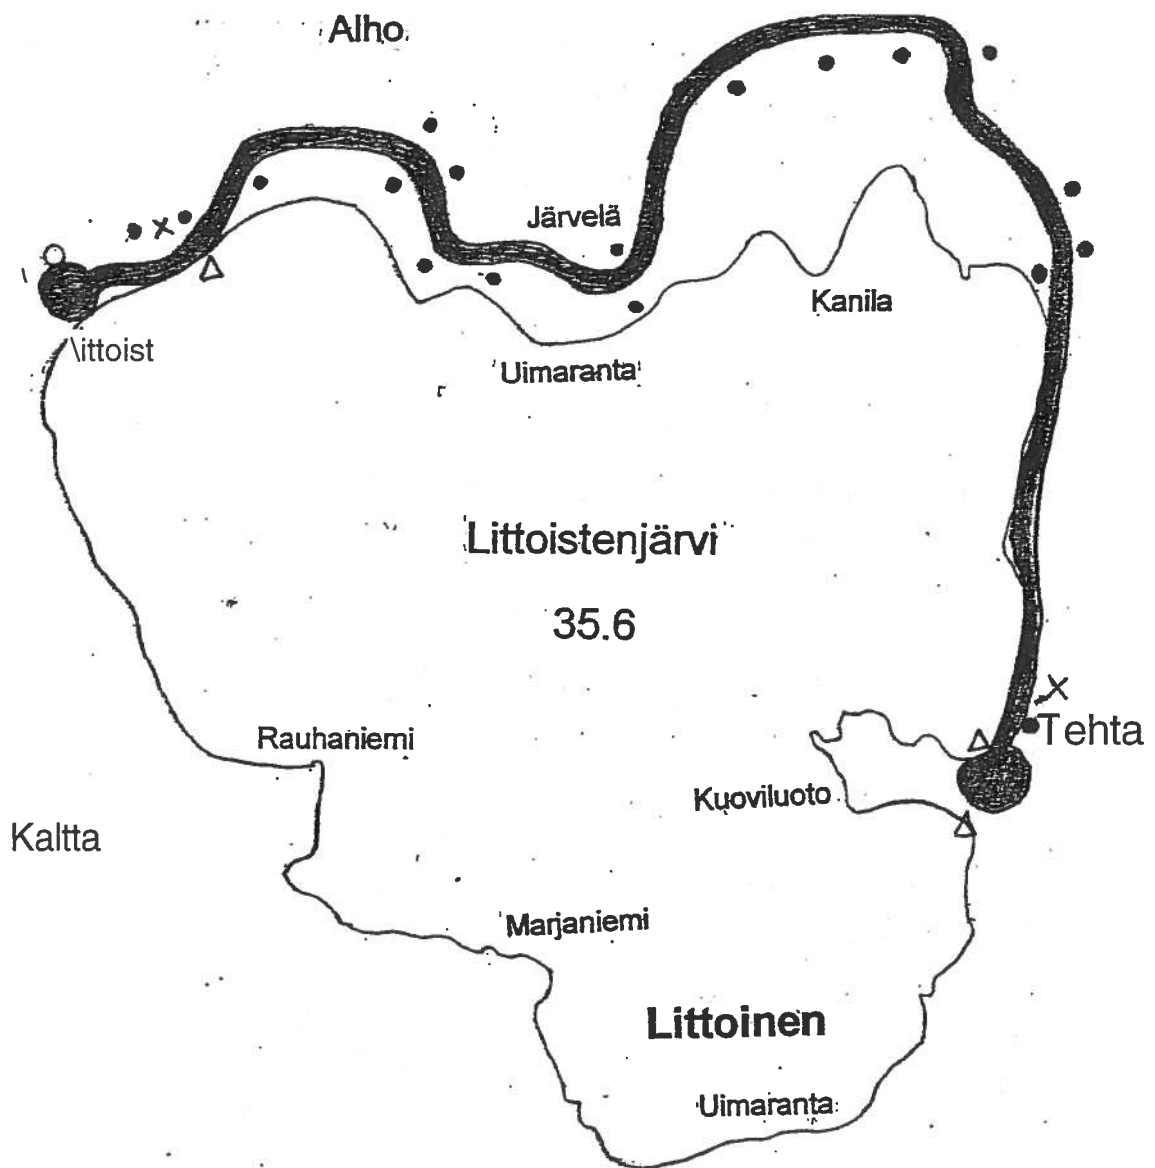 Alho
Järvelä
Kanila
\ittoist
Uimaranta
Littoistenjärvi
35.6
Rauhaniemi
Tehta
Kuoviluoto
Kaltta
Marjaniemi
Littoinen
Uimaranta